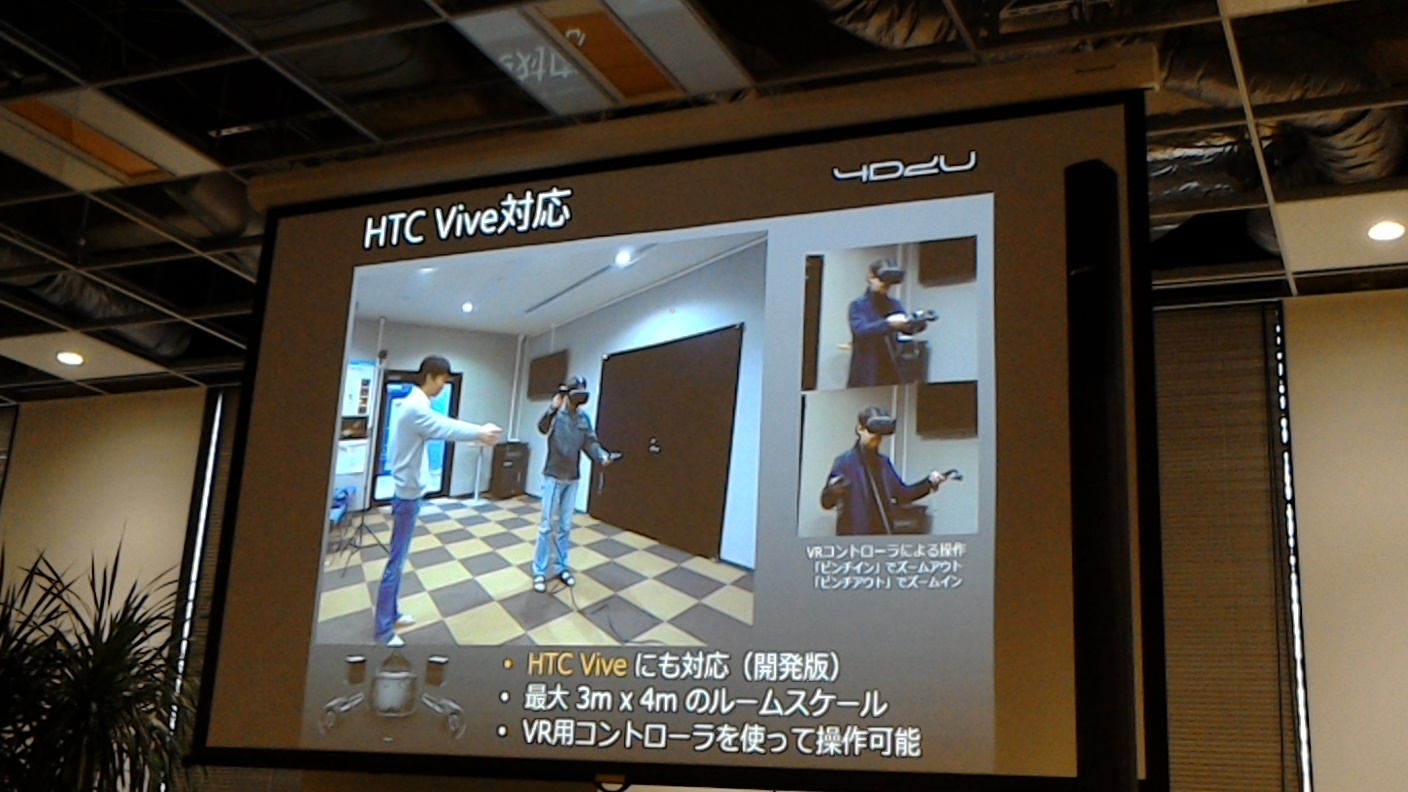 4D2U
HTC Vive対応
VRコントローラによる操作
「ピンチイン」でズームアウト
「ピンチアウト」でズームイン
• HTC Vive にも対応（開発版）
• 最大 3m x 4m のルームスケール
• VR用コントローラを使って操作可能